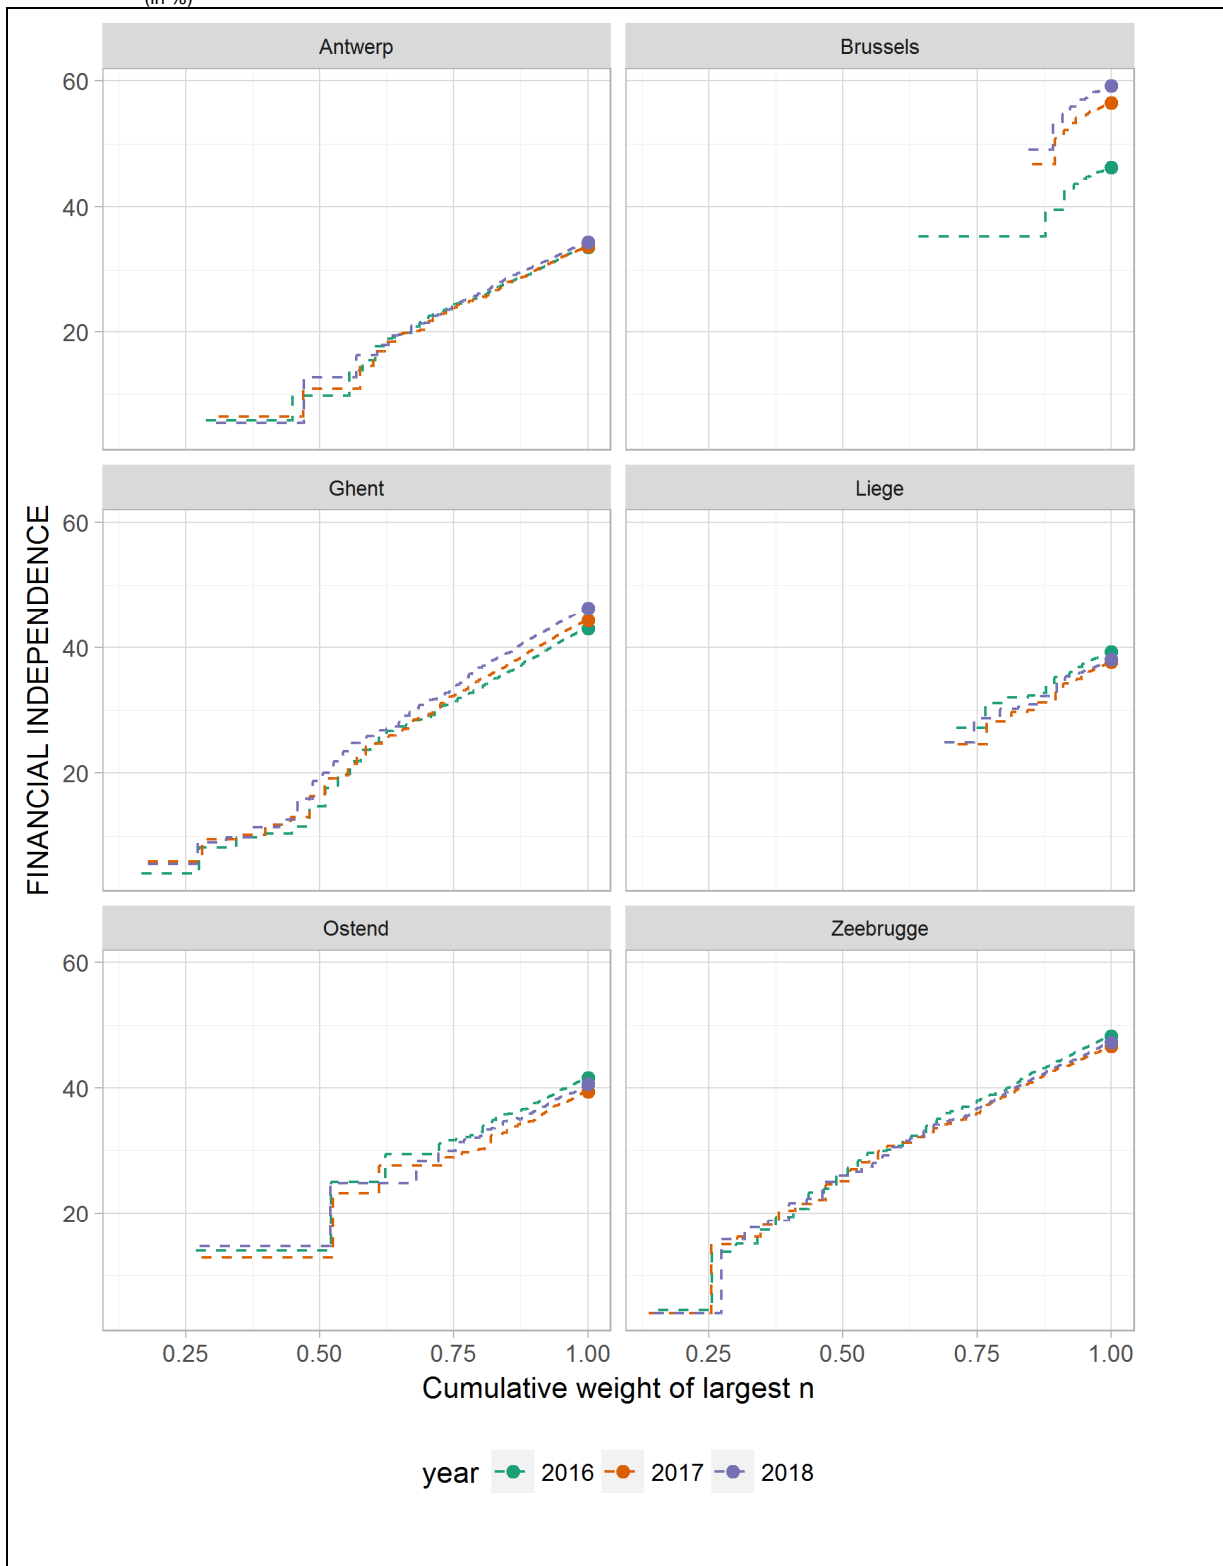 (in %)
Antwerp Brussels
60
40
20
Ghent Liege
60
40
20
FINANCIAL INDEPENDENCE
Ostend Zeebrugge
60
40
20
0.25 0.50 0.75 1.00 0.25 0.50 0.75 1.00
Cumulative weight of largest n
year 2016 2017 2018